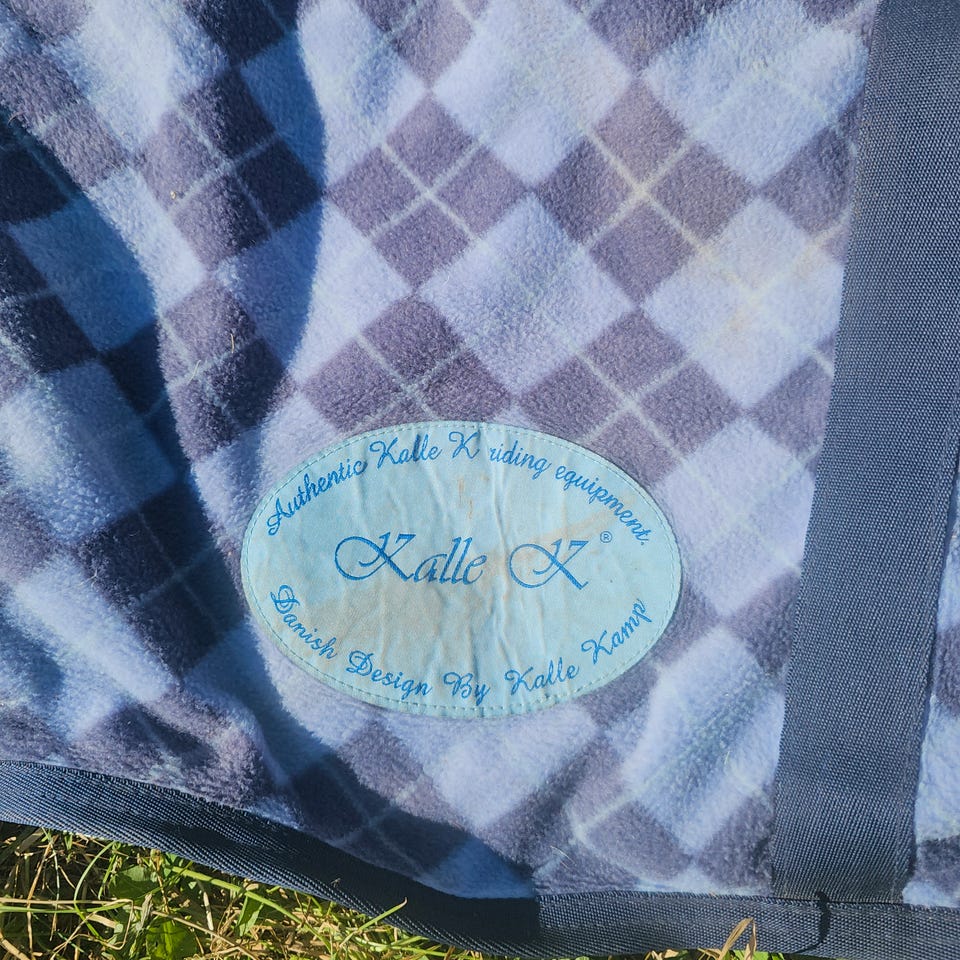 Authentic Kalle K riding equipment.
Kalle K®
Danish Design By Kalle Kamp